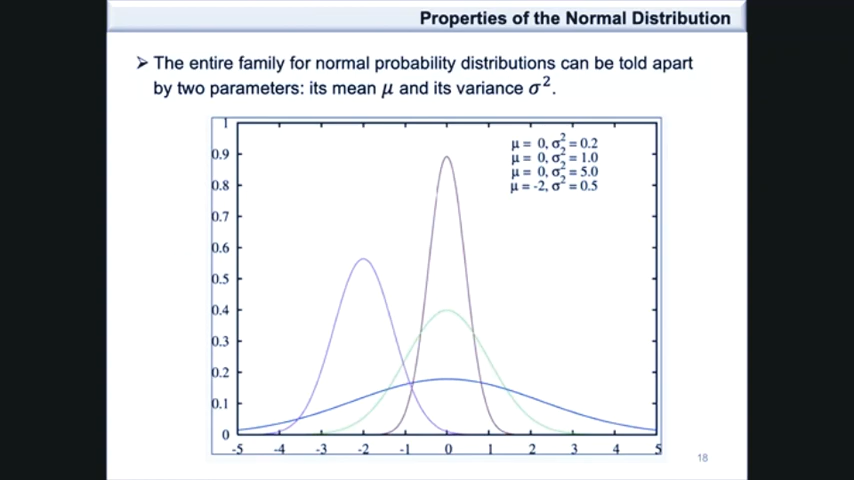 Properties of the Normal Distribution
➢ The entire family for normal probability distributions can be told apart
by two parameters: its mean μ and its variance σ².
μ = 0, σ² = 0.2
μ = 0, σ² = 1.0
μ = 0, σ² = 5.0
μ = -2, σ² = 0.5
1
0.9
0.8
0.7
0.6
0.5
0.4
0.3
0.2
0.1
0
-5 -4 -3 -2 -1 0 1 2 3 4 5
18